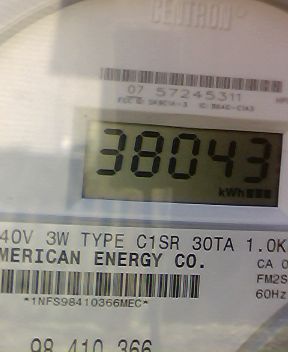 CENTRON®
07 57245311
38043
kWh
40V 3W TYPE C1SR 30TA 1.0K
MERICAN ENERGY CO.
CA 0
FM2S
60Hz
*1NFS98410366MEC*
98 410 366